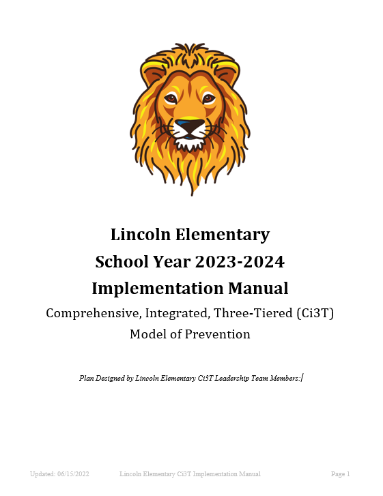 Lincoln Elementary
School Year 2023-2024
Implementation Manual
Comprehensive, Integrated, Three-Tiered (Ci3T)
Model of Prevention
Plan Designed by Lincoln Elementary Ci3T Leadership Team Members:
Updated: 06/15/2022 Lincoln Elementary Ci3T Implementation Manual Page 1